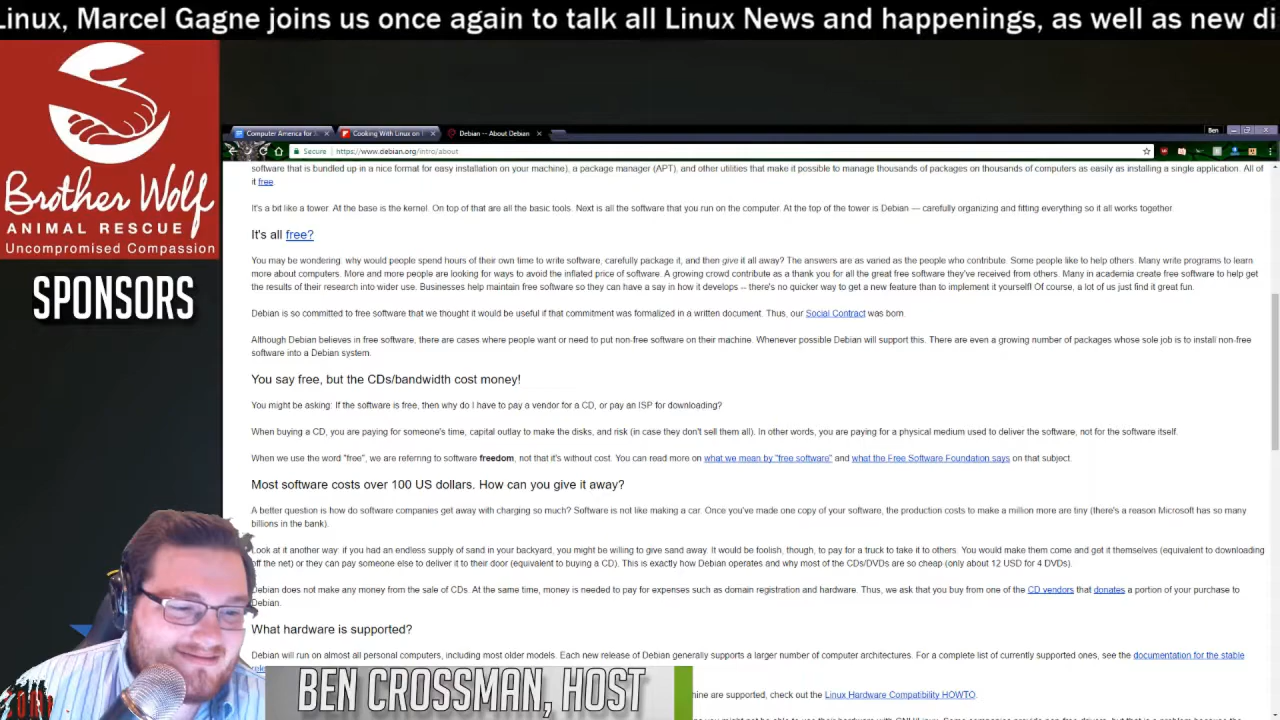 Linux, Marcel Gagne joins us once again to talk all Linux News and happenings, as well as new di
Brother Wolf
ANIMAL RESCUE
Uncompromised Compassion
SPONSORS
Computer America for
Cooking With Linux on
Debian -- About Debian
Ben
Secure
https://www.debian.org/intro/about
software that is bundled up in a nice format for easy installation on your machine), a package manager (APT), and other utilities that make it possible to manage thousands of packages on thousands of computers as easily as installing a single application. All of
it free.
It's a bit like a tower. At the base is the kernel. On top of that are all the basic tools. Next is all the software that you run on the computer. At the top of the tower is Debian — carefully organizing and fitting everything so it all works together.
It's all free?
You may be wondering: why would people spend hours of their own time to write software, carefully package it, and then give it all away? The answers are as varied as the people who contribute. Some people like to help others. Many write programs to learn
more about computers. More and more people are looking for ways to avoid the inflated price of software. A growing crowd contribute as a thank you for all the great free software they've received from others. Many in academia create free software to help get
the results of their research into wider use. Businesses help maintain free software so they can have a say in how it develops -- there's no quicker way to get a new feature than to implement it yourself! Of course, a lot of us just find it great fun.
Debian is so committed to free software that we thought it would be useful if that commitment was formalized in a written document. Thus, our Social Contract was born.
Although Debian believes in free software, there are cases where people want or need to put non-free software on their machine. Whenever possible Debian will support this. There are even a growing number of packages whose sole job is to install non-free
software into a Debian system.
You say free, but the CDs/bandwidth cost money!
You might be asking: If the software is free, then why do I have to pay a vendor for a CD, or pay an ISP for downloading?
When buying a CD, you are paying for someone's time, capital outlay to make the disks, and risk (in case they don't sell them all). In other words, you are paying for a physical medium used to deliver the software, not for the software itself.
When we use the word "free", we are referring to software freedom, not that it's without cost. You can read more on what we mean by "free software" and what the Free Software Foundation says on that subject.
Most software costs over 100 US dollars. How can you give it away?
A better question is how do software companies get away with charging so much? Software is not like making a car. Once you've made one copy of your software, the production costs to make a million more are tiny (there's a reason Microsoft has so many
billions in the bank).
Look at it another way: if you had an endless supply of sand in your backyard, you might be willing to give sand away. It would be foolish, though, to pay for a truck to take it to others. You would make them come and get it themselves (equivalent to downloading
off the net) or they can pay someone else to deliver it to their door (equivalent to buying a CD). This is exactly how Debian operates and why most of the CDs/DVDs are so cheap (only about 12 USD for 4 DVDs).
Debian does not make any money from the sale of CDs. At the same time, money is needed to pay for expenses such as domain registration and hardware. Thus, we ask that you buy from one of the CD vendors that donates a portion of your purchase to
Debian.
What hardware is supported?
Debian will run on almost all personal computers, including most older models. Each new release of Debian generally supports a larger number of computer architectures. For a complete list of currently supported ones, see the documentation for the stable
BEN CROSSMAN, HOST
are supported, check out the Linux Hardware Compatibility HOWTO.